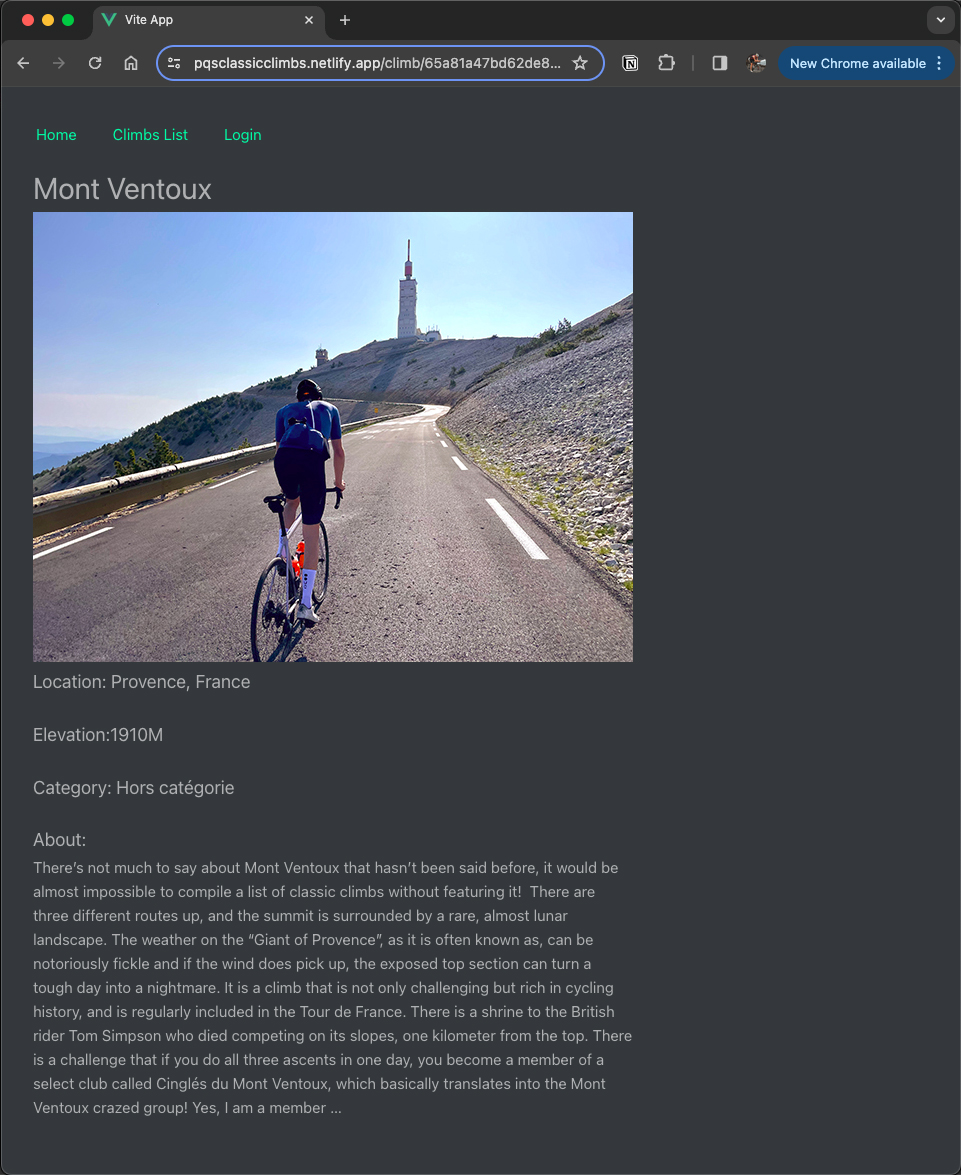 Vite App
pqsclassicclimbs.netlify.app/climb/65a81a47bd62de8...
New Chrome available
Home Climbs List Login
Mont Ventoux
Location: Provence, France
Elevation:1910M
Category: Hors catégorie
About:
There’s not much to say about Mont Ventoux that hasn’t been said before, it would be
almost impossible to compile a list of classic climbs without featuring it!  There are
three different routes up, and the summit is surrounded by a rare, almost lunar
landscape. The weather on the “Giant of Provence”, as it is often known as, can be
notoriously fickle and if the wind does pick up, the exposed top section can turn a
tough day into a nightmare. It is a climb that is not only challenging but rich in cycling
history, and is regularly included in the Tour de France. There is a shrine to the British
rider Tom Simpson who died competing on its slopes, one kilometer from the top. There
is a challenge that if you do all three ascents in one day, you become a member of a
select club called Cinglés du Mont Ventoux, which basically translates into the Mont
Ventoux crazed group! Yes, I am a member ...